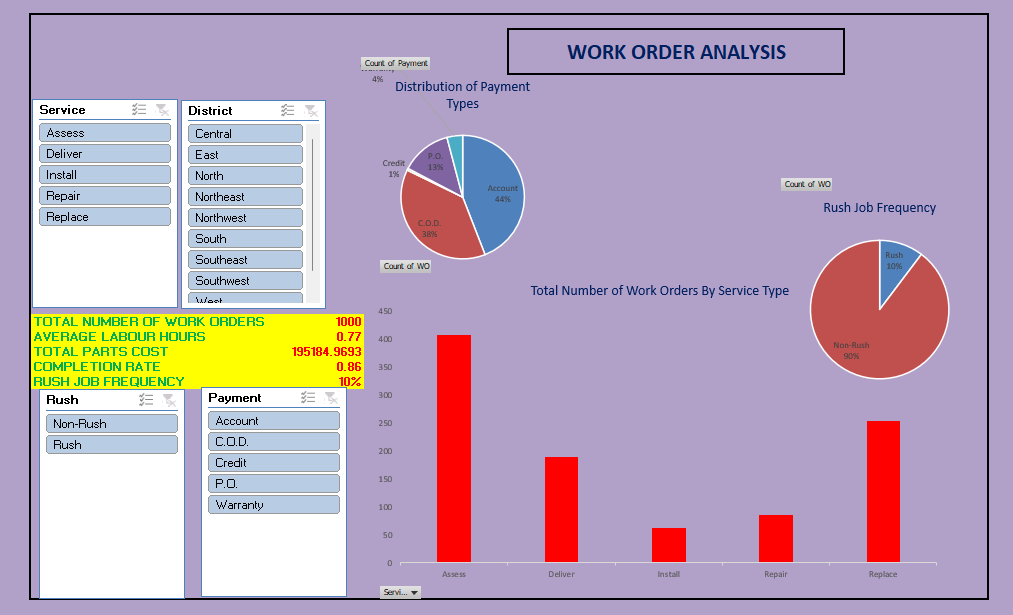 WORK ORDER ANALYSIS
Count of Payment
4%
Distribution of Payment
Types
Account
44%
C.O.D.
38%
Credit
1%
P.O.
13%
Service
Assess
Deliver
Install
Repair
Replace
District
Central
East
North
Northeast
Northwest
South
Southeast
Southwest
West
Count of WO
Rush Job Frequency
Rush
10%
Non-Rush
90%
TOTAL NUMBER OF WORK ORDERS 1000
AVERAGE LABOUR HOURS 0.77
TOTAL PARTS COST 195184.9693
COMPLETION RATE 0.86
RUSH JOB FREQUENCY 10%
Rush
Non-Rush
Rush
Payment
Account
C.O.D.
Credit
P.O.
Warranty
Count of WO
Total Number of Work Orders By Service Type
450
400
350
300
250
200
150
100
50
0
Assess Deliver Install Repair Replace
Servi...